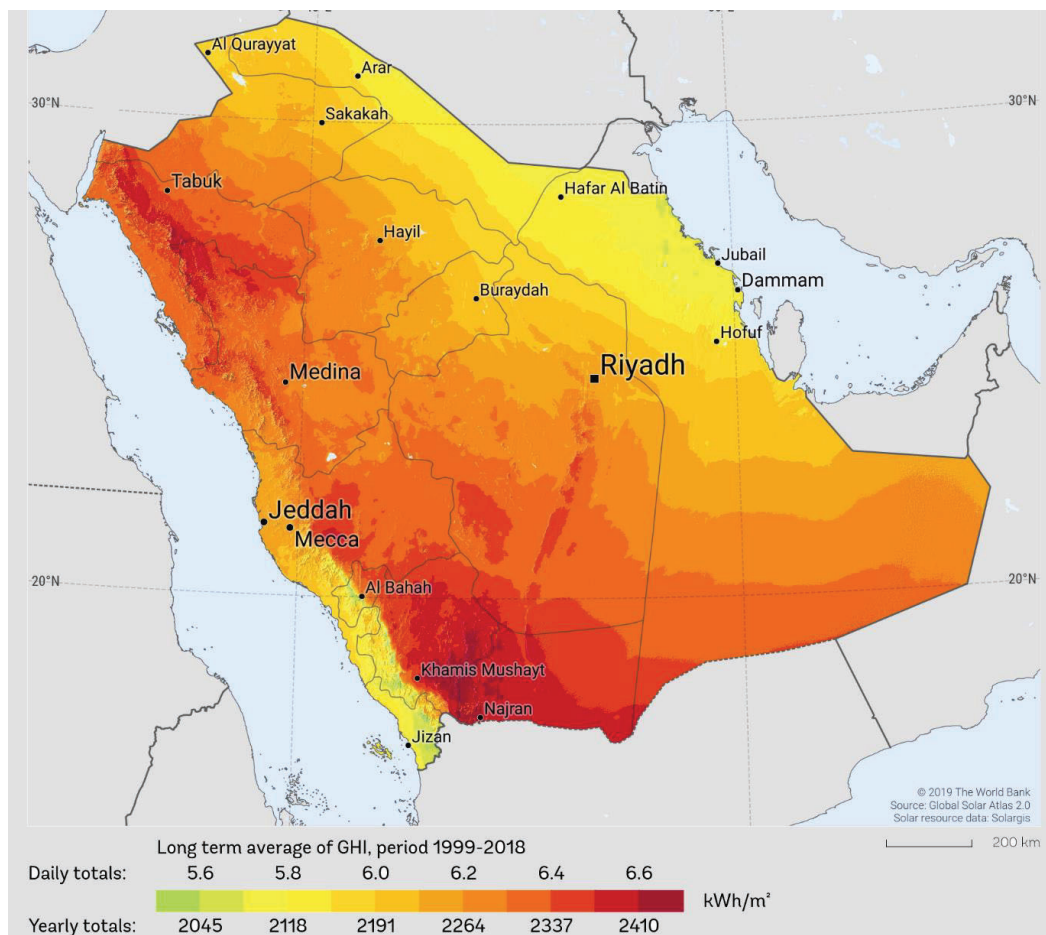 Al Qurayyat
Arar
30°N
30°N
Sakakah
Tabuk
Hafar Al Batin
Hayil
Jubail
Buraydah
Dammam
Hofuf
Medina
Riyadh
Jeddah
Mecca
20°N
20°N
Al Bahah
Khamis Mushayt
Najran
Jizan
© 2019 The World Bank
Source: Global Solar Atlas 2.0
Solar resource data: Solargis
200 km
Long term average of GHI, period 1999-2018
Daily totals: 5.6 5.8 6.0 6.2 6.4 6.6
kWh/m²
Yearly totals: 2045 2118 2191 2264 2337 2410